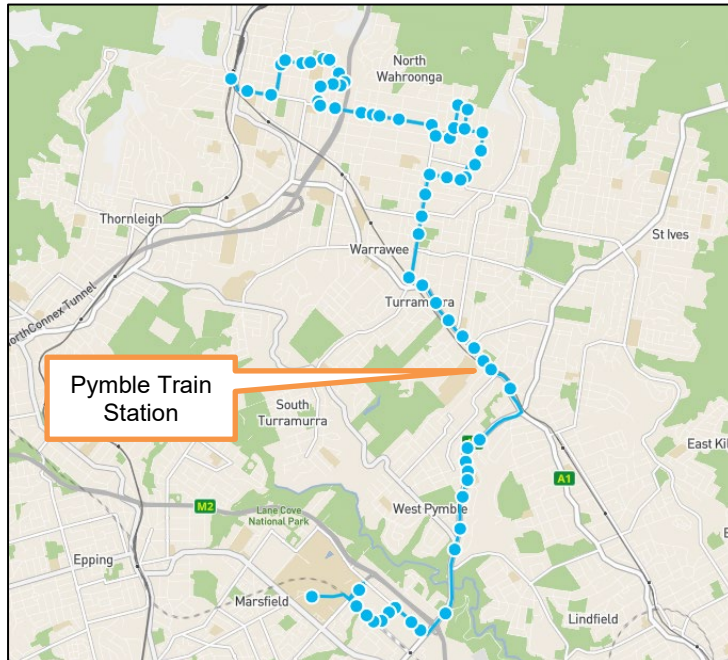 North
Wahroonga
Thornleigh
St Ives
Warrawee
Turramurra
NorthConnex Tunnel
Pymble Train
Station
South
Turramurra
East Kil
A1
M2
West Pymble
Lane Cove
National Park
Epping
Marsfield
Lindfield